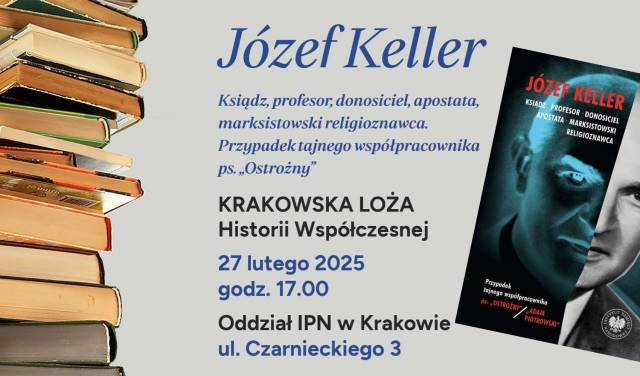 Józef Keller
Ksiądz, profesor, donosiciel, apostata,
marksistowski religioznawca.
Przypadek tajnego współpracownika
ps. „Ostrożny”
KRAKOWSKA LOŻA
Historii Współczesnej
27 lutego 2025
godz. 17.00
Oddział IPN w Krakowie
ul. Czarnieckiego 3
JÓZEF KELLER
KSIĄDZ PROFESOR DONOSICIEL
APOSTATA MARKSISTOWSKI
RELIGIOZNAWCA
Przypadek
tajnego współpracownika
ps. „OSTROŻNY”/„ADAM
PIOTROWSKI”